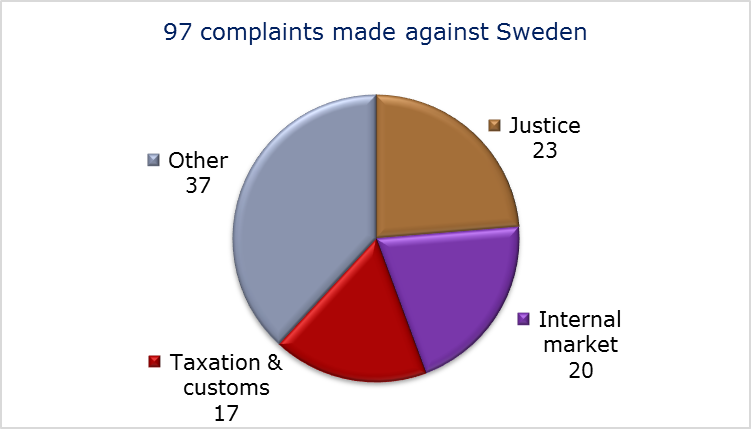 97 complaints made against Sweden
Justice
23
Other
37
Internal
market
20
Taxation &
customs
17